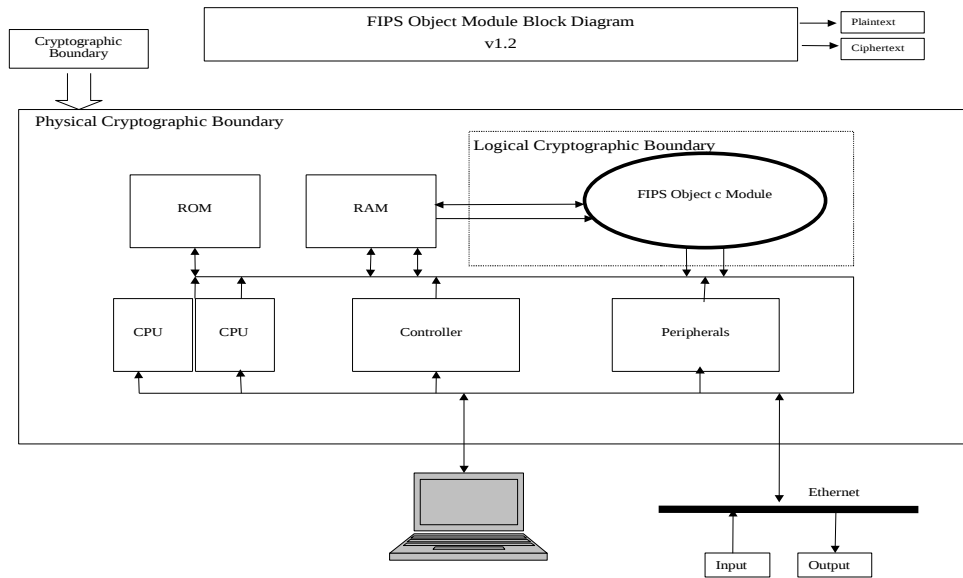 FIPS Object Module Block Diagram
v1.2
Plaintext
Ciphertext
Cryptographic
Boundary
Physical Cryptographic Boundary
Logical Cryptographic Boundary
ROM
RAM
FIPS Object c Module
CPU
CPU
Controller
Peripherals
Ethernet
Input
Output